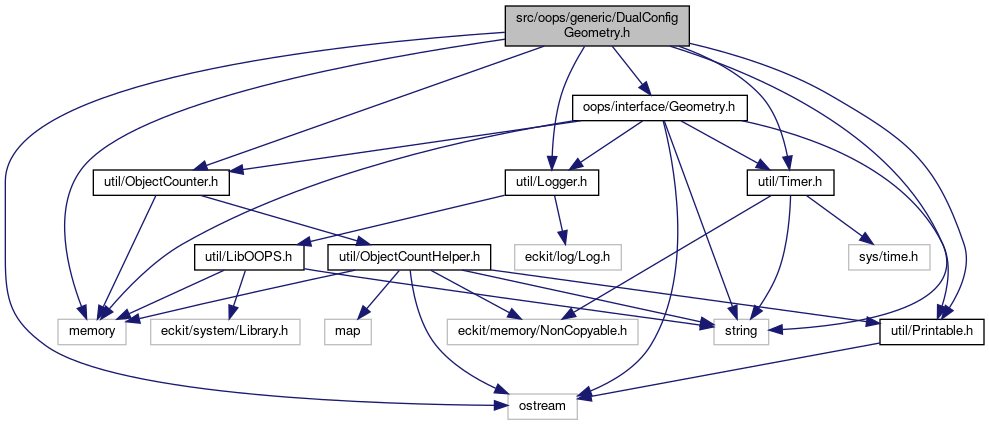 src/oops/generic/DualConfig
Geometry.h
oops/interface/Geometry.h
util/ObjectCounter.h
util/Logger.h
util/Timer.h
util/LibOOPS.h
util/ObjectCountHelper.h
eckit/log/Log.h
sys/time.h
memory
eckit/system/Library.h
map
eckit/memory/NonCopyable.h
string
util/Printable.h
ostream